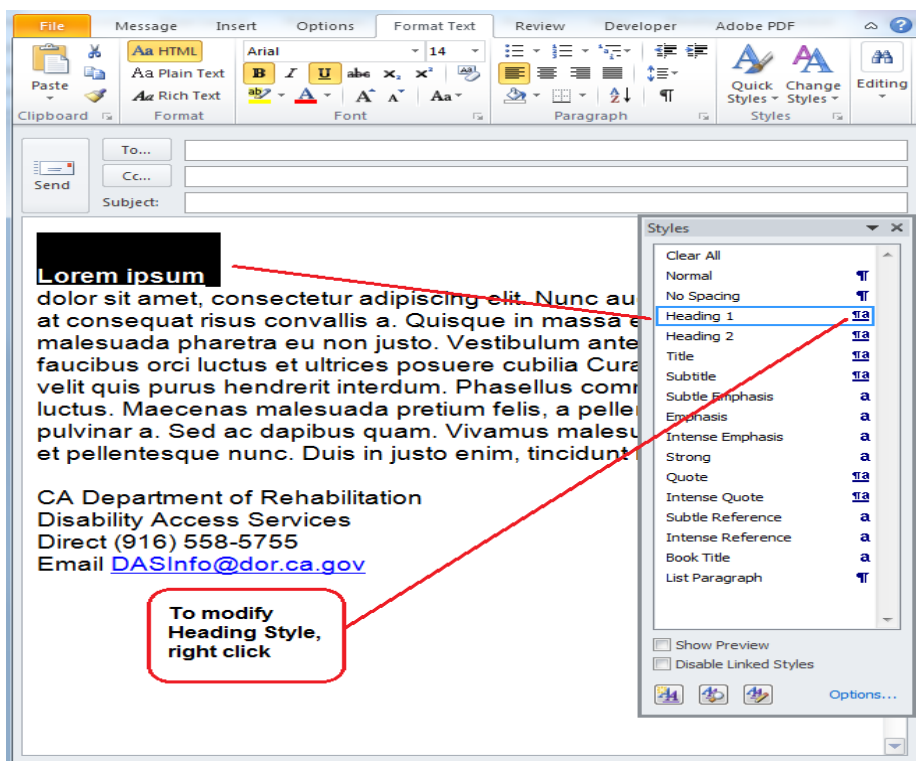 File Message Insert Options Format Text Review Developer Adobe PDF
Paste
Aa HTML
Aa Plain Text
Aa Rich Text
Arial 14
B I U abc x₂ x² Aa
A A A Aa
Quick Styles Change Styles Editing
Clipboard Format Font Paragraph Styles
Send
To...
Cc...
Subject:
Lorem ipsum
dolor sit amet, consectetur adipiscing elit. Nunc au
at consequat risus convallis a. Quisque in massa e
malesuada pharetra eu non justo. Vestibulum ante
faucibus orci luctus et ultrices posuere cubilia Cura
velit quis purus hendrerit interdum. Phasellus com
luctus. Maecenas malesuada pretium felis, a pelle
pulvinar a. Sed ac dapibus quam. Vivamus malesu
et pellentesque nunc. Duis in justo enim, tincidunt
CA Department of Rehabilitation
Disability Access Services
Direct (916) 558-5755
Email DASInfo@dor.ca.gov
To modify
Heading Style,
right click
Styles
Clear All
Normal ¶
No Spacing ¶
Heading 1 ¶a
Heading 2 ¶a
Title ¶a
Subtitle ¶a
Subtle Emphasis a
Emphasis a
Intense Emphasis a
Strong a
Quote ¶a
Intense Quote ¶a
Subtle Reference a
Intense Reference a
Book Title a
List Paragraph ¶
Show Preview
Disable Linked Styles
Options...